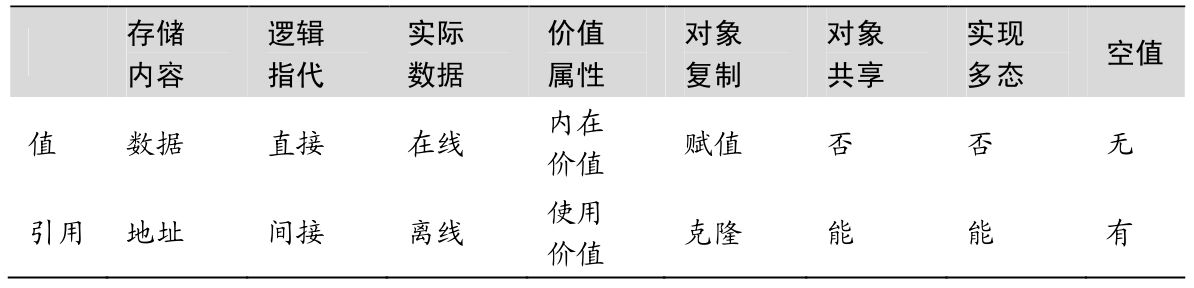 存储 逻辑 实际 价值 对象 对象 实现 空值
内容 指代 数据 属性 复制 共享 多态
值 数据 直接 在线 内在 赋值 否 否 无
价值
引用 地址 间接 离线 使用 克隆 能 能 有
价值